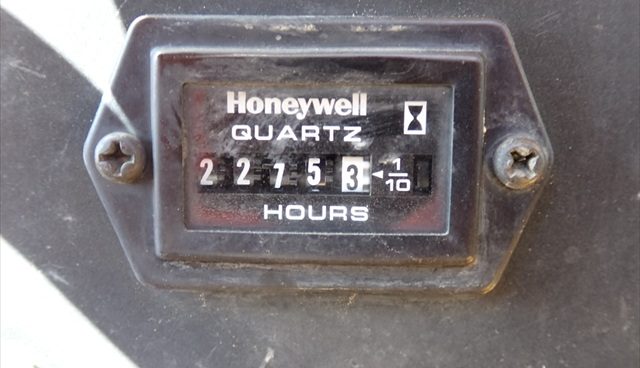 Honeywell
QUARTZ
2 2 7 5 3 ◄ 1/10
HOURS